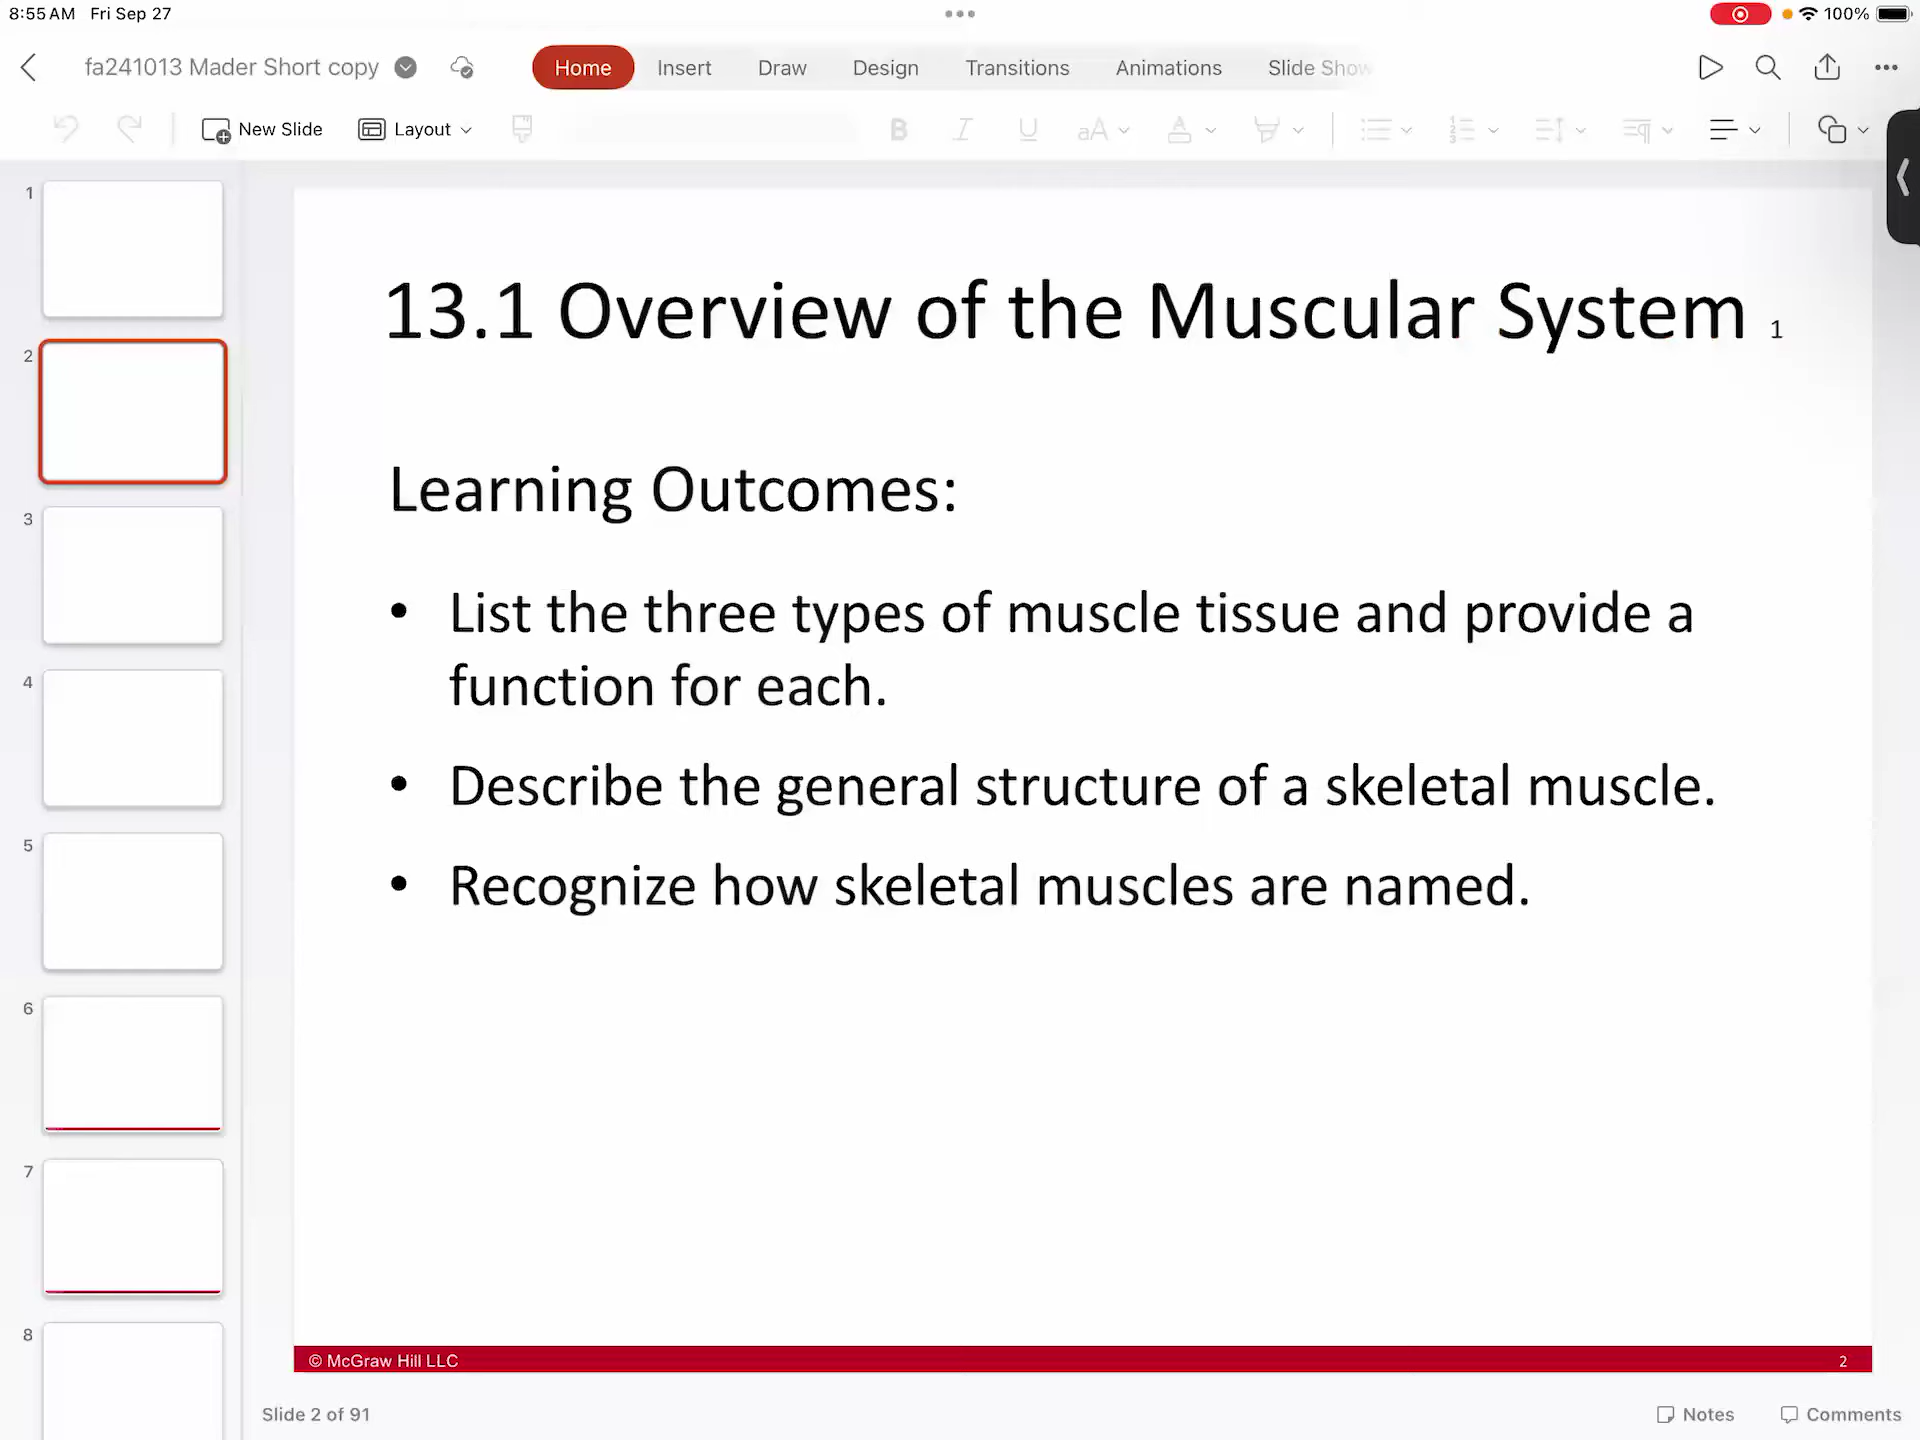 8:55 AM Fri Sep 27
100%
fa241013 Mader Short copy
Home Insert Draw Design Transitions Animations Slide Show
New Slide Layout B I U aA A
1
2
3
4
5
6
7
8
13.1 Overview of the Muscular System 1
Learning Outcomes:
• List the three types of muscle tissue and provide a
function for each.
• Describe the general structure of a skeletal muscle.
• Recognize how skeletal muscles are named.
© McGraw Hill LLC 2
Slide 2 of 91
Notes Comments